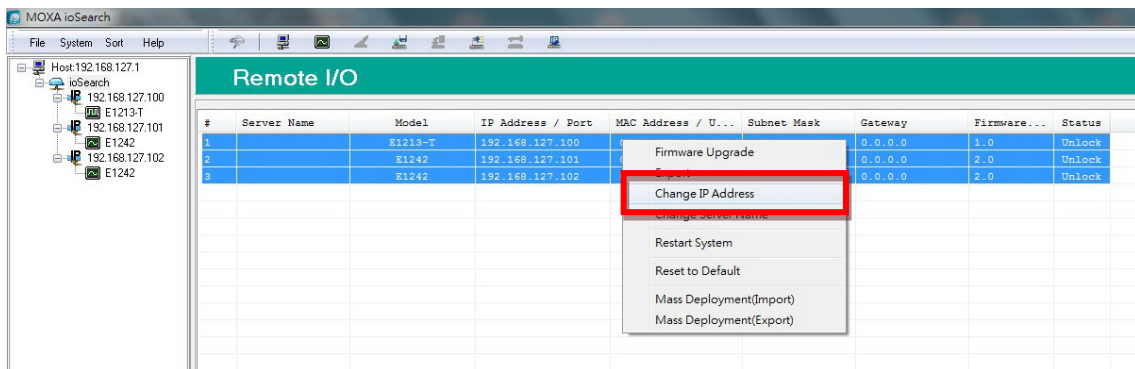 MOXA ioSearch
File System Sort Help
Host:192.168.127.1
ioSearch
192.168.127.100
E1213-T
192.168.127.101
E1242
192.168.127.102
E1242
Remote I/O
# Server Name Model IP Address / Port MAC Address / U... Subnet Mask Gateway Firmware... Status
1 E1213-T 192.168.127.100 0.0.0.0 1.0 Unlock
2 E1242 192.168.127.101 0.0.0.0 2.0 Unlock
3 E1242 192.168.127.102 0.0.0.0 2.0 Unlock
Firmware Upgrade
Export
Change IP Address
Change Server Name
Restart System
Reset to Default
Mass Deployment(Import)
Mass Deployment(Export)